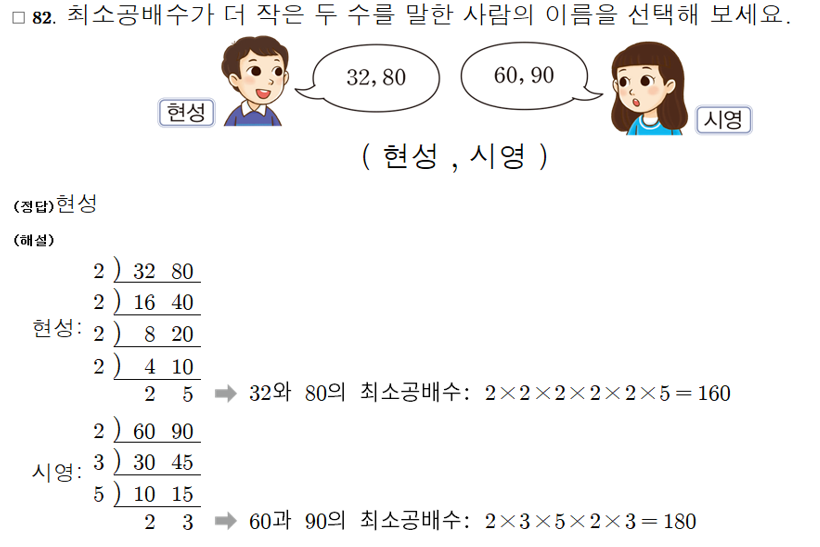 □ 82. 최소공배수가 더 작은 두 수를 말한 사람의 이름을 선택해 보세요.
32, 80
60, 90
현성
시영
( 현성 , 시영 )
(정답)현성
(해설)
현성:
2 ) 32 80
2 ) 16 40
2 ) 8 20
2 ) 4 10
2 5 ➡ 32와 80의 최소공배수: 2×2×2×2×2×5=160
시영:
2 ) 60 90
3 ) 30 45
5 ) 10 15
2 3 ➡ 60과 90의 최소공배수: 2×3×5×2×3=180